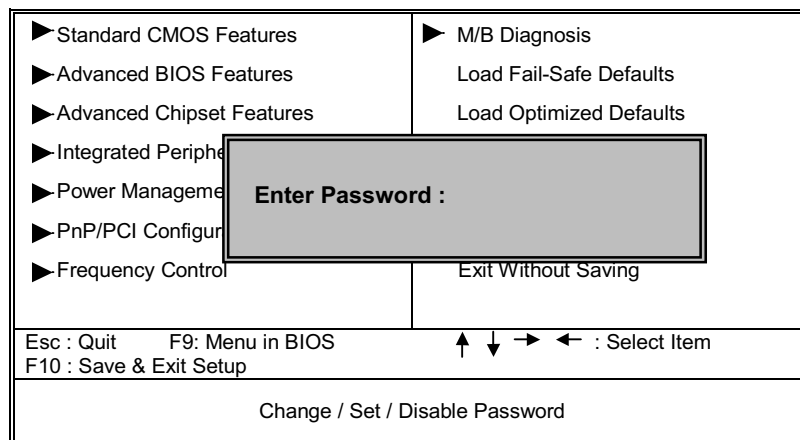 Standard CMOS Features
Advanced BIOS Features
Advanced Chipset Features
Integrated Periphe
Power Manageme
PnP/PCI Configur
Frequency Control
M/B Diagnosis
Load Fail-Safe Defaults
Load Optimized Defaults
Exit Without Saving
Enter Password :
Esc : Quit F9: Menu in BIOS ↑ ↓ → ← : Select Item
F10 : Save & Exit Setup
Change / Set / Disable Password